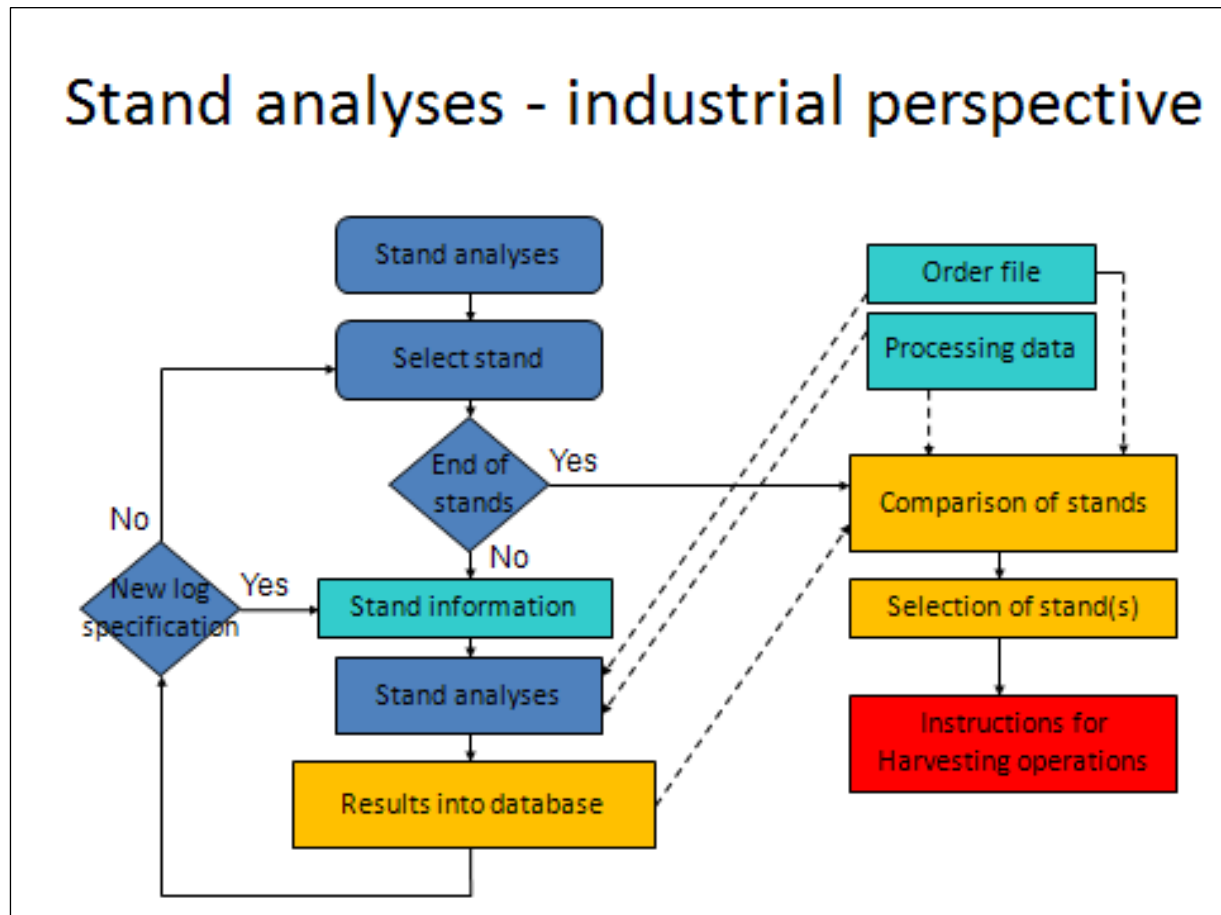 Stand analyses - industrial perspective
Stand analyses
Select stand
End of
stands
Yes
No
No
New log
specification
Yes
Stand information
Stand analyses
Results into database
Order file
Processing data
Comparison of stands
Selection of stand(s)
Instructions for
Harvesting operations